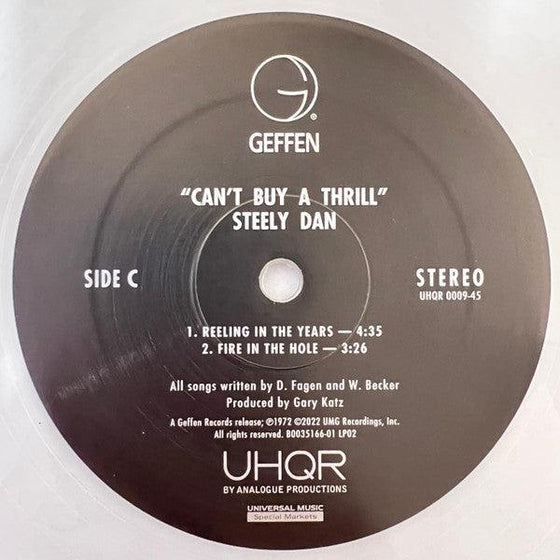 G®
GEFFEN
"CAN'T BUY A THRILL"
STEELY DAN
SIDE C
STEREO
UHQR 0009-45
1. REELING IN THE YEARS — 4:35
2. FIRE IN THE HOLE — 3:26
All songs written by D. Fagen and W. Becker
Produced by Gary Katz
A Geffen Records release; ℗1972 ©2022 UMG Recordings, Inc.
All rights reserved. B0035166-01 LP02
UHQR
BY ANALOGUE PRODUCTIONS
UNIVERSAL MUSIC
Special Markets